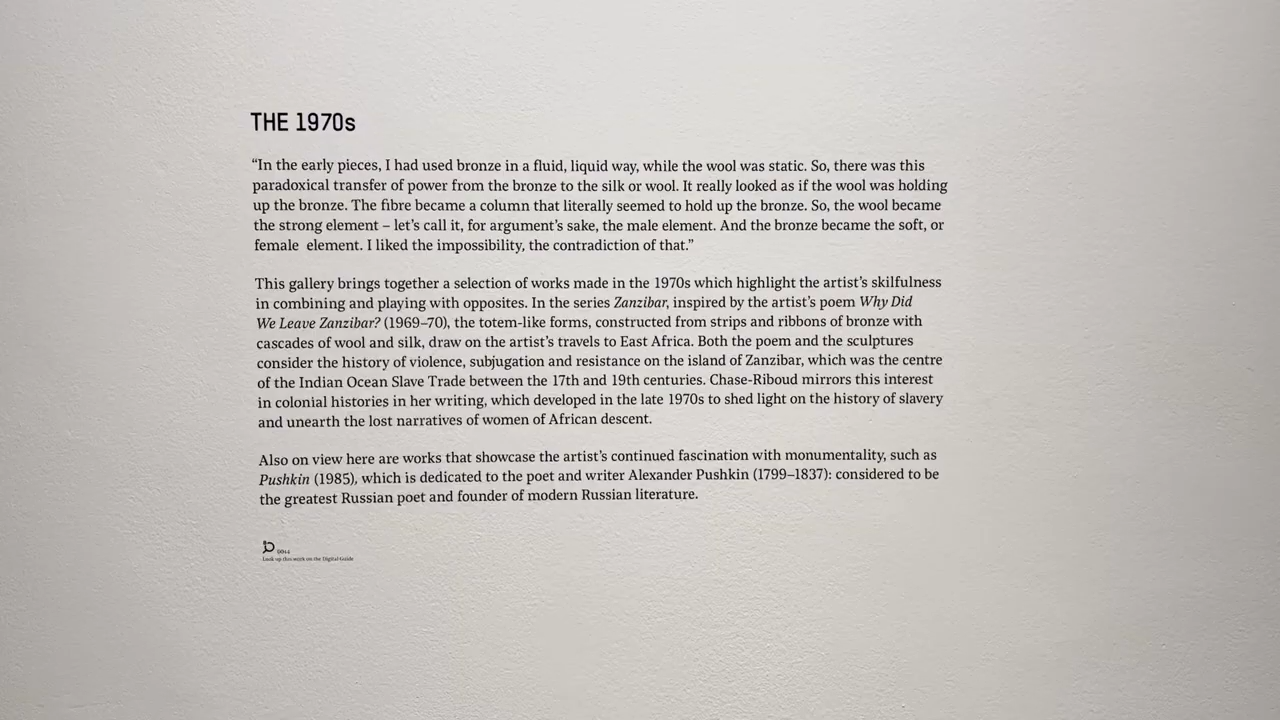 THE 1970s
“In the early pieces, I had used bronze in a fluid, liquid way, while the wool was static. So, there was this
paradoxical transfer of power from the bronze to the silk or wool. It really looked as if the wool was holding
up the bronze. The fibre became a column that literally seemed to hold up the bronze. So, the wool became
the strong element – let’s call it, for argument’s sake, the male element. And the bronze became the soft, or
female element. I liked the impossibility, the contradiction of that.”
This gallery brings together a selection of works made in the 1970s which highlight the artist’s skilfulness
in combining and playing with opposites. In the series Zanzibar, inspired by the artist’s poem Why Did
We Leave Zanzibar? (1969–70), the totem-like forms, constructed from strips and ribbons of bronze with
cascades of wool and silk, draw on the artist’s travels to East Africa. Both the poem and the sculptures
consider the history of violence, subjugation and resistance on the island of Zanzibar, which was the centre
of the Indian Ocean Slave Trade between the 17th and 19th centuries. Chase-Riboud mirrors this interest
in colonial histories in her writing, which developed in the late 1970s to shed light on the history of slavery
and unearth the lost narratives of women of African descent.
Also on view here are works that showcase the artist’s continued fascination with monumentality, such as
Pushkin (1985), which is dedicated to the poet and writer Alexander Pushkin (1799–1837): considered to be
the greatest Russian poet and founder of modern Russian literature.
Look up this work on the Digital Guide